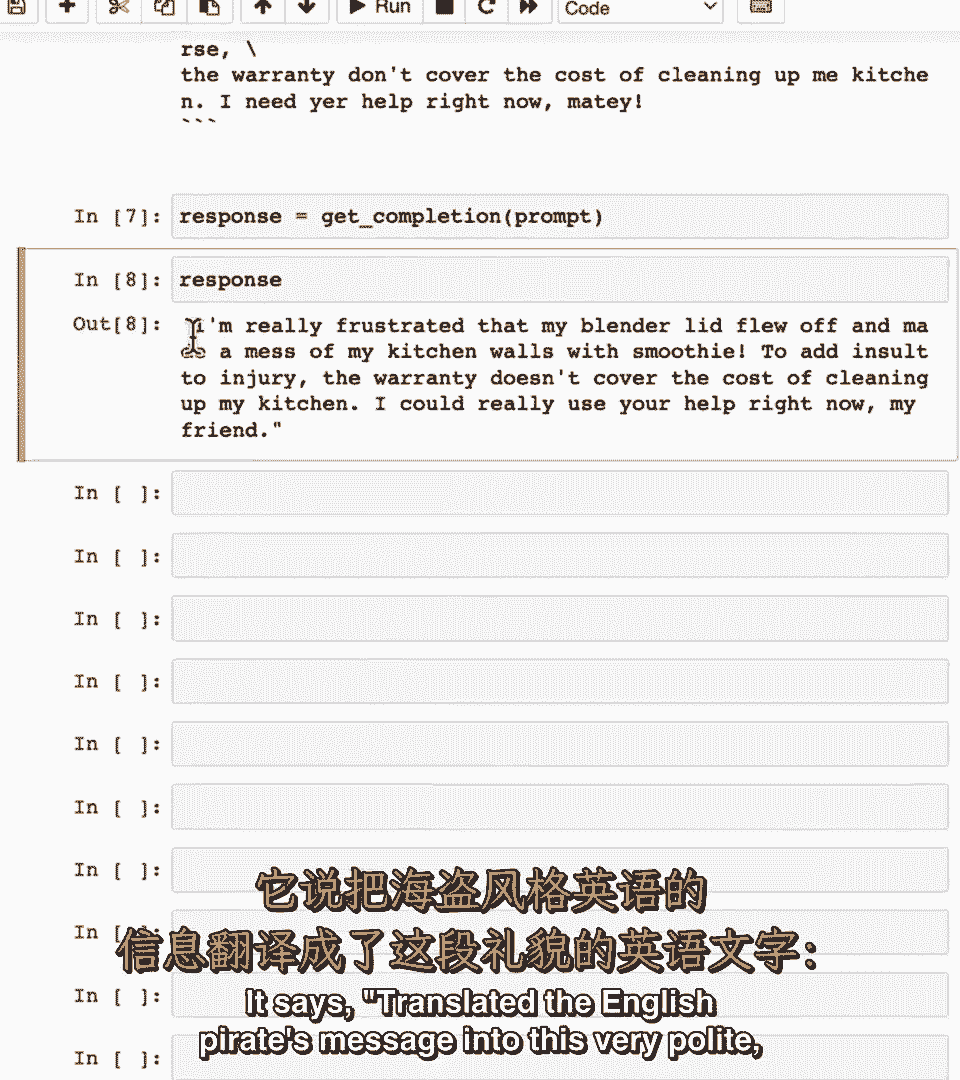 Run
Code
rse, \
the warranty don't cover the cost of cleaning up me kitche
n. I need yer help right now, matey!
```
In [7]: response = get_completion(prompt)
In [8]: response
Out[8]: "I'm really frustrated that my blender lid flew off and ma
de a mess of my kitchen walls with smoothie! To add insult
to injury, the warranty doesn't cover the cost of cleaning
up my kitchen. I could really use your help right now, my
friend."
In [ ]:
In [ ]:
In [ ]:
In [ ]:
In [ ]:
In [ ]:
In [ ]:
In [ ]:
In [ ]:
In [ ]:
它说把海盗风格英语的
信息翻译成了这段礼貌的英语文字：
It says, "Translated the English
pirate's message into this very polite,